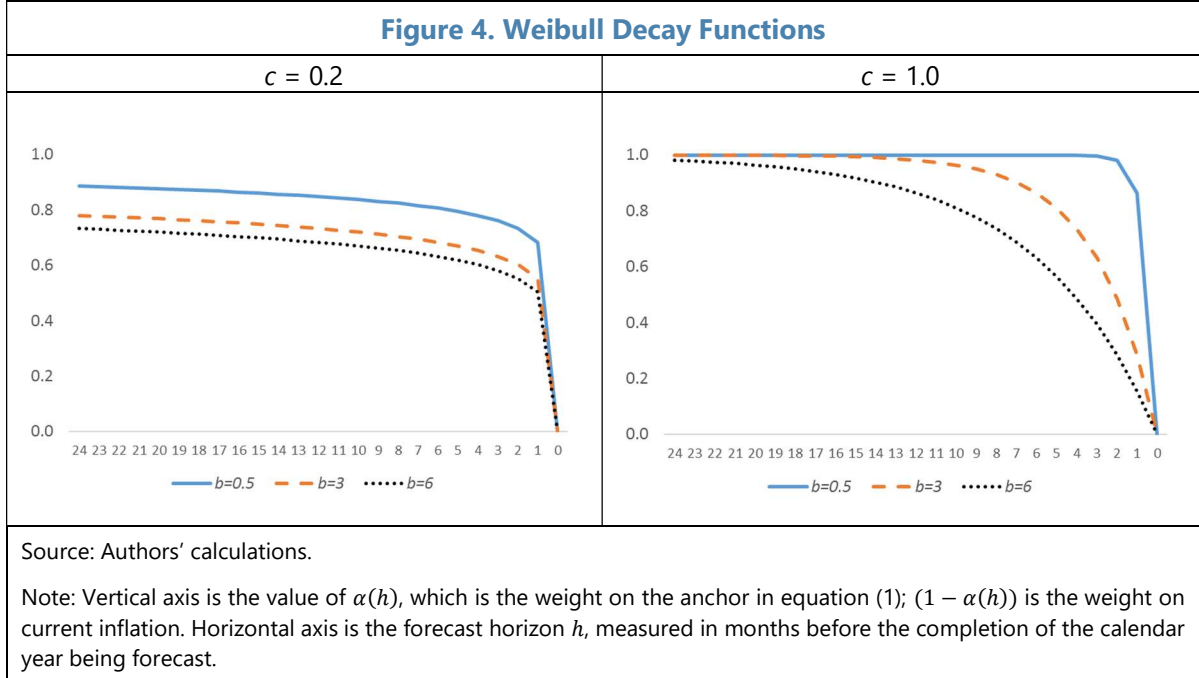 Figure 4. Weibull Decay Functions
c = 0.2
c = 1.0
1.0
0.8
0.6
0.4
0.2
0.0
24 23 22 21 20 19 18 17 16 15 14 13 12 11 10 9 8 7 6 5 4 3 2 1 0
b=0.5 b=3 b=6
1.0
0.8
0.6
0.4
0.2
0.0
24 23 22 21 20 19 18 17 16 15 14 13 12 11 10 9 8 7 6 5 4 3 2 1 0
b=0.5 b=3 b=6
Source: Authors' calculations.
Note: Vertical axis is the value of α(h), which is the weight on the anchor in equation (1); (1 − α(h)) is the weight on
current inflation. Horizontal axis is the forecast horizon h, measured in months before the completion of the calendar
year being forecast.